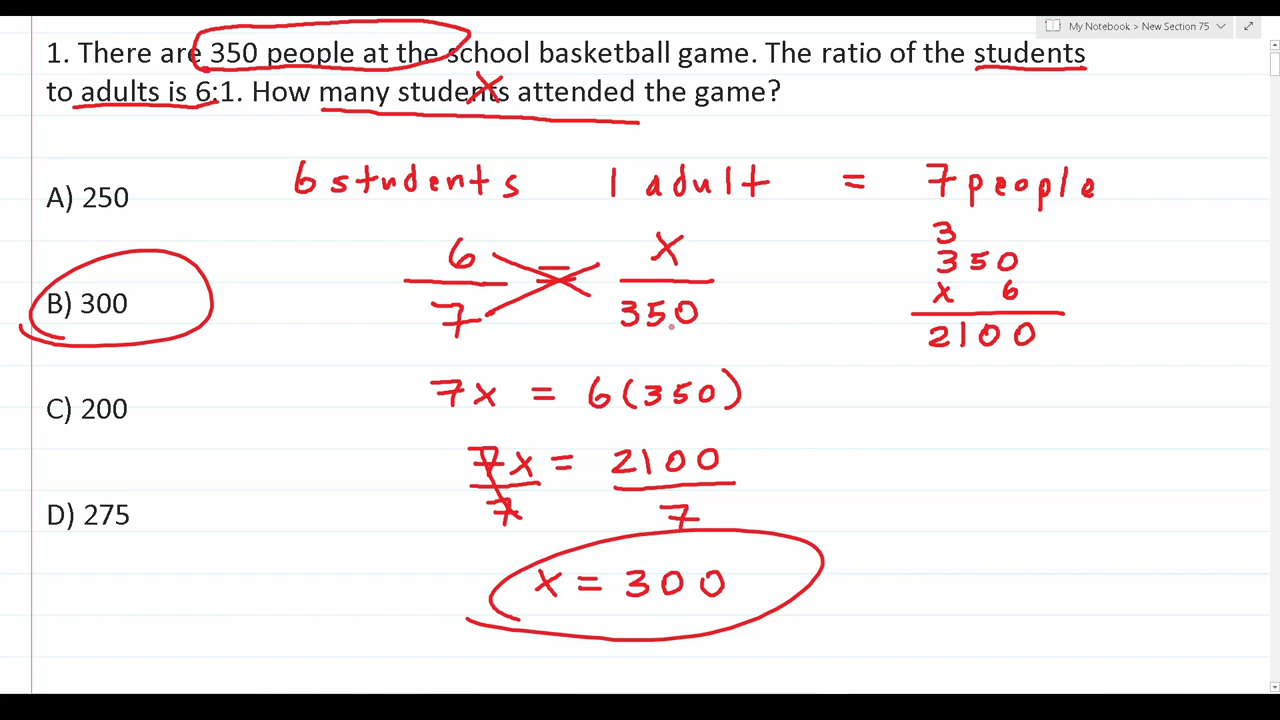 My Notebook > New Section 75
1. There are 350 people at the school basketball game. The ratio of the students
to adults is 6:1. How many students attended the game?
X
6 students 1 adult = 7 people
A) 250
3
6 = X
350
7 350
x 6
B) 300
2100
7x = 6(350)
C) 200
7x = 2100
7 7
D) 275
x = 300